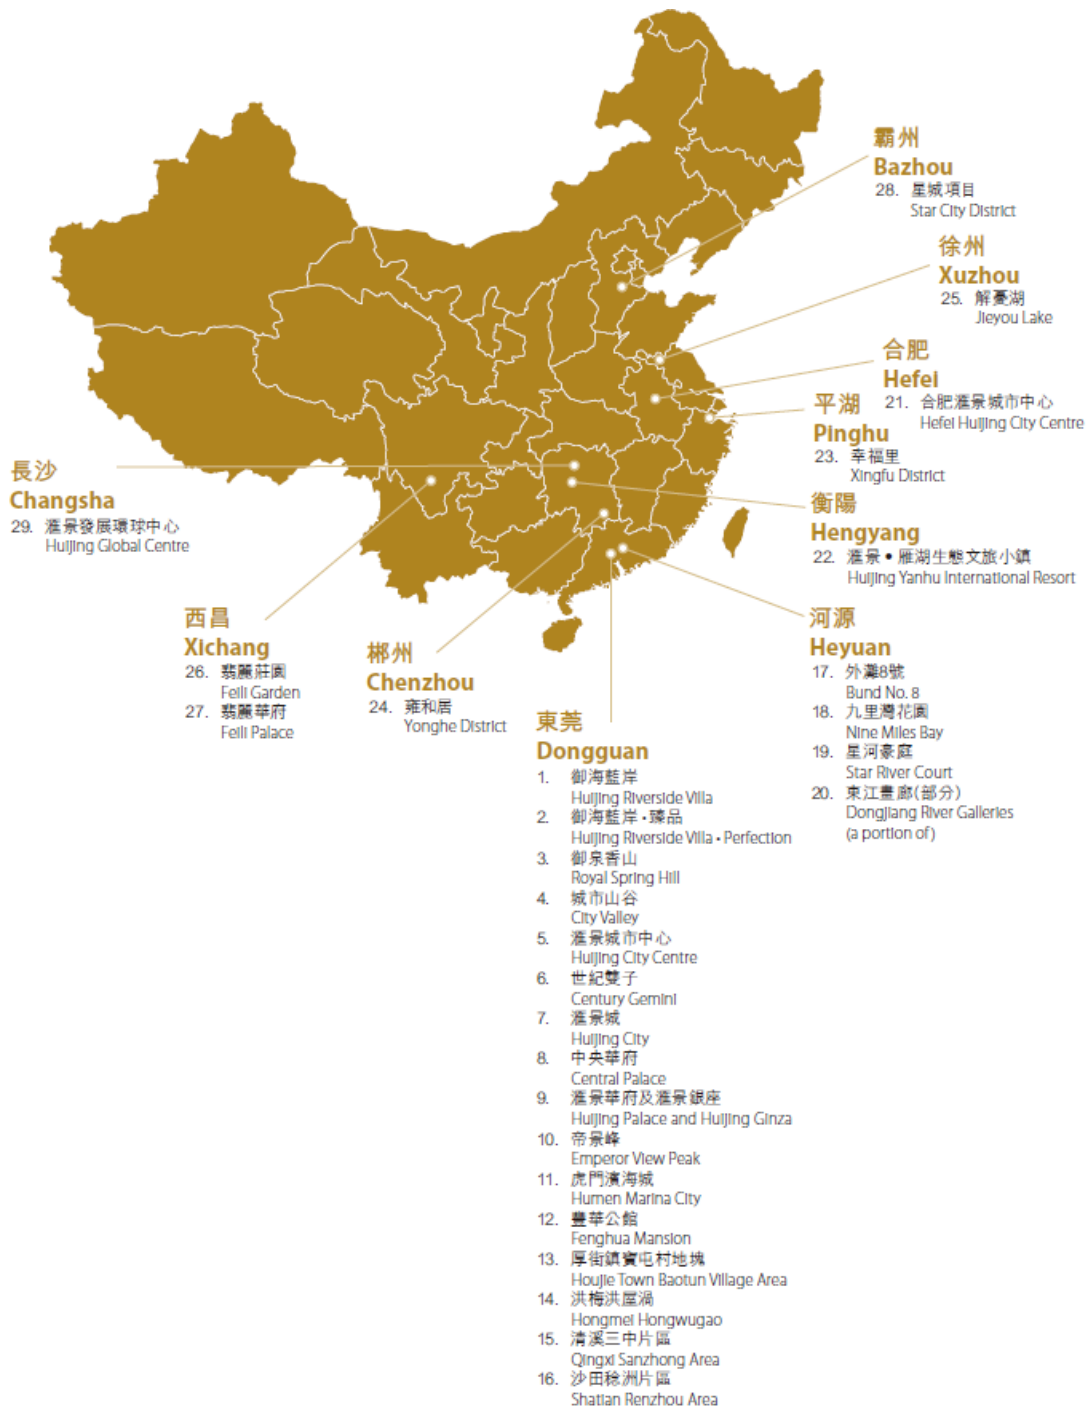 霸州
Bazhou
28. 星城項目
Star City District
徐州
Xuzhou
25. 解憂湖
Jieyou Lake
合肥
Hefei
21. 合肥滙景城市中心
Hefei Huijing City Centre
平湖
Pinghu
23. 幸福里
Xingfu District
長沙
Changsha
29. 滙景發展環球中心
Huijing Global Centre
衡陽
Hengyang
22. 滙景•雁湖生態文旅小鎮
Huijing Yanhu International Resort
西昌
Xichang
26. 翡麗莊園
Feili Garden
27. 翡麗華府
Feili Palace
郴州
Chenzhou
24. 雍和居
Yonghe District
河源
Heyuan
17. 外灘8號
Bund No. 8
18. 九里灣花園
Nine Miles Bay
19. 星河豪庭
Star River Court
20. 東江畫廊(部分)
Dongjiang River Galleries
(a portion of)
東莞
Dongguan
1. 御海藍岸
Huijing Riverside Villa
2. 御海藍岸•臻品
Huijing Riverside Villa • Perfection
3. 御泉香山
Royal Spring Hill
4. 城市山谷
City Valley
5. 滙景城市中心
Huijing City Centre
6. 世紀雙子
Century Gemini
7. 滙景城
Huijing City
8. 中央華府
Central Palace
9. 滙景華府及滙景銀座
Huijing Palace and Huijing Ginza
10. 帝景峰
Emperor View Peak
11. 虎門濱海城
Humen Marina City
12. 豐華公館
Fenghua Mansion
13. 厚街鎮寶屯村地塊
Houjie Town Baotun Village Area
14. 洪梅洪屋渦
Hongmei Hongwugao
15. 清溪三中片區
Qingxi Sanzhong Area
16. 沙田稔洲片區
Shatian Renzhou Area